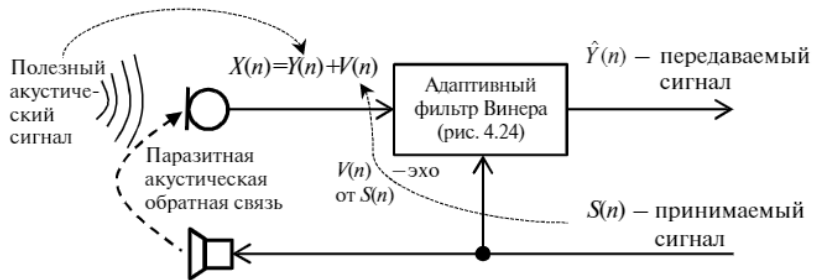 Полезный
акустиче-
ский
сигнал
X(n)=Y(n)+V(n)
Адаптивный
фильтр Винера
(рис. 4.24)
Ŷ(n) – передаваемый
сигнал
Паразитная
акустическая
обратная связь
V(n) –эхо
от S(n)
S(n) – принимаемый
сигнал